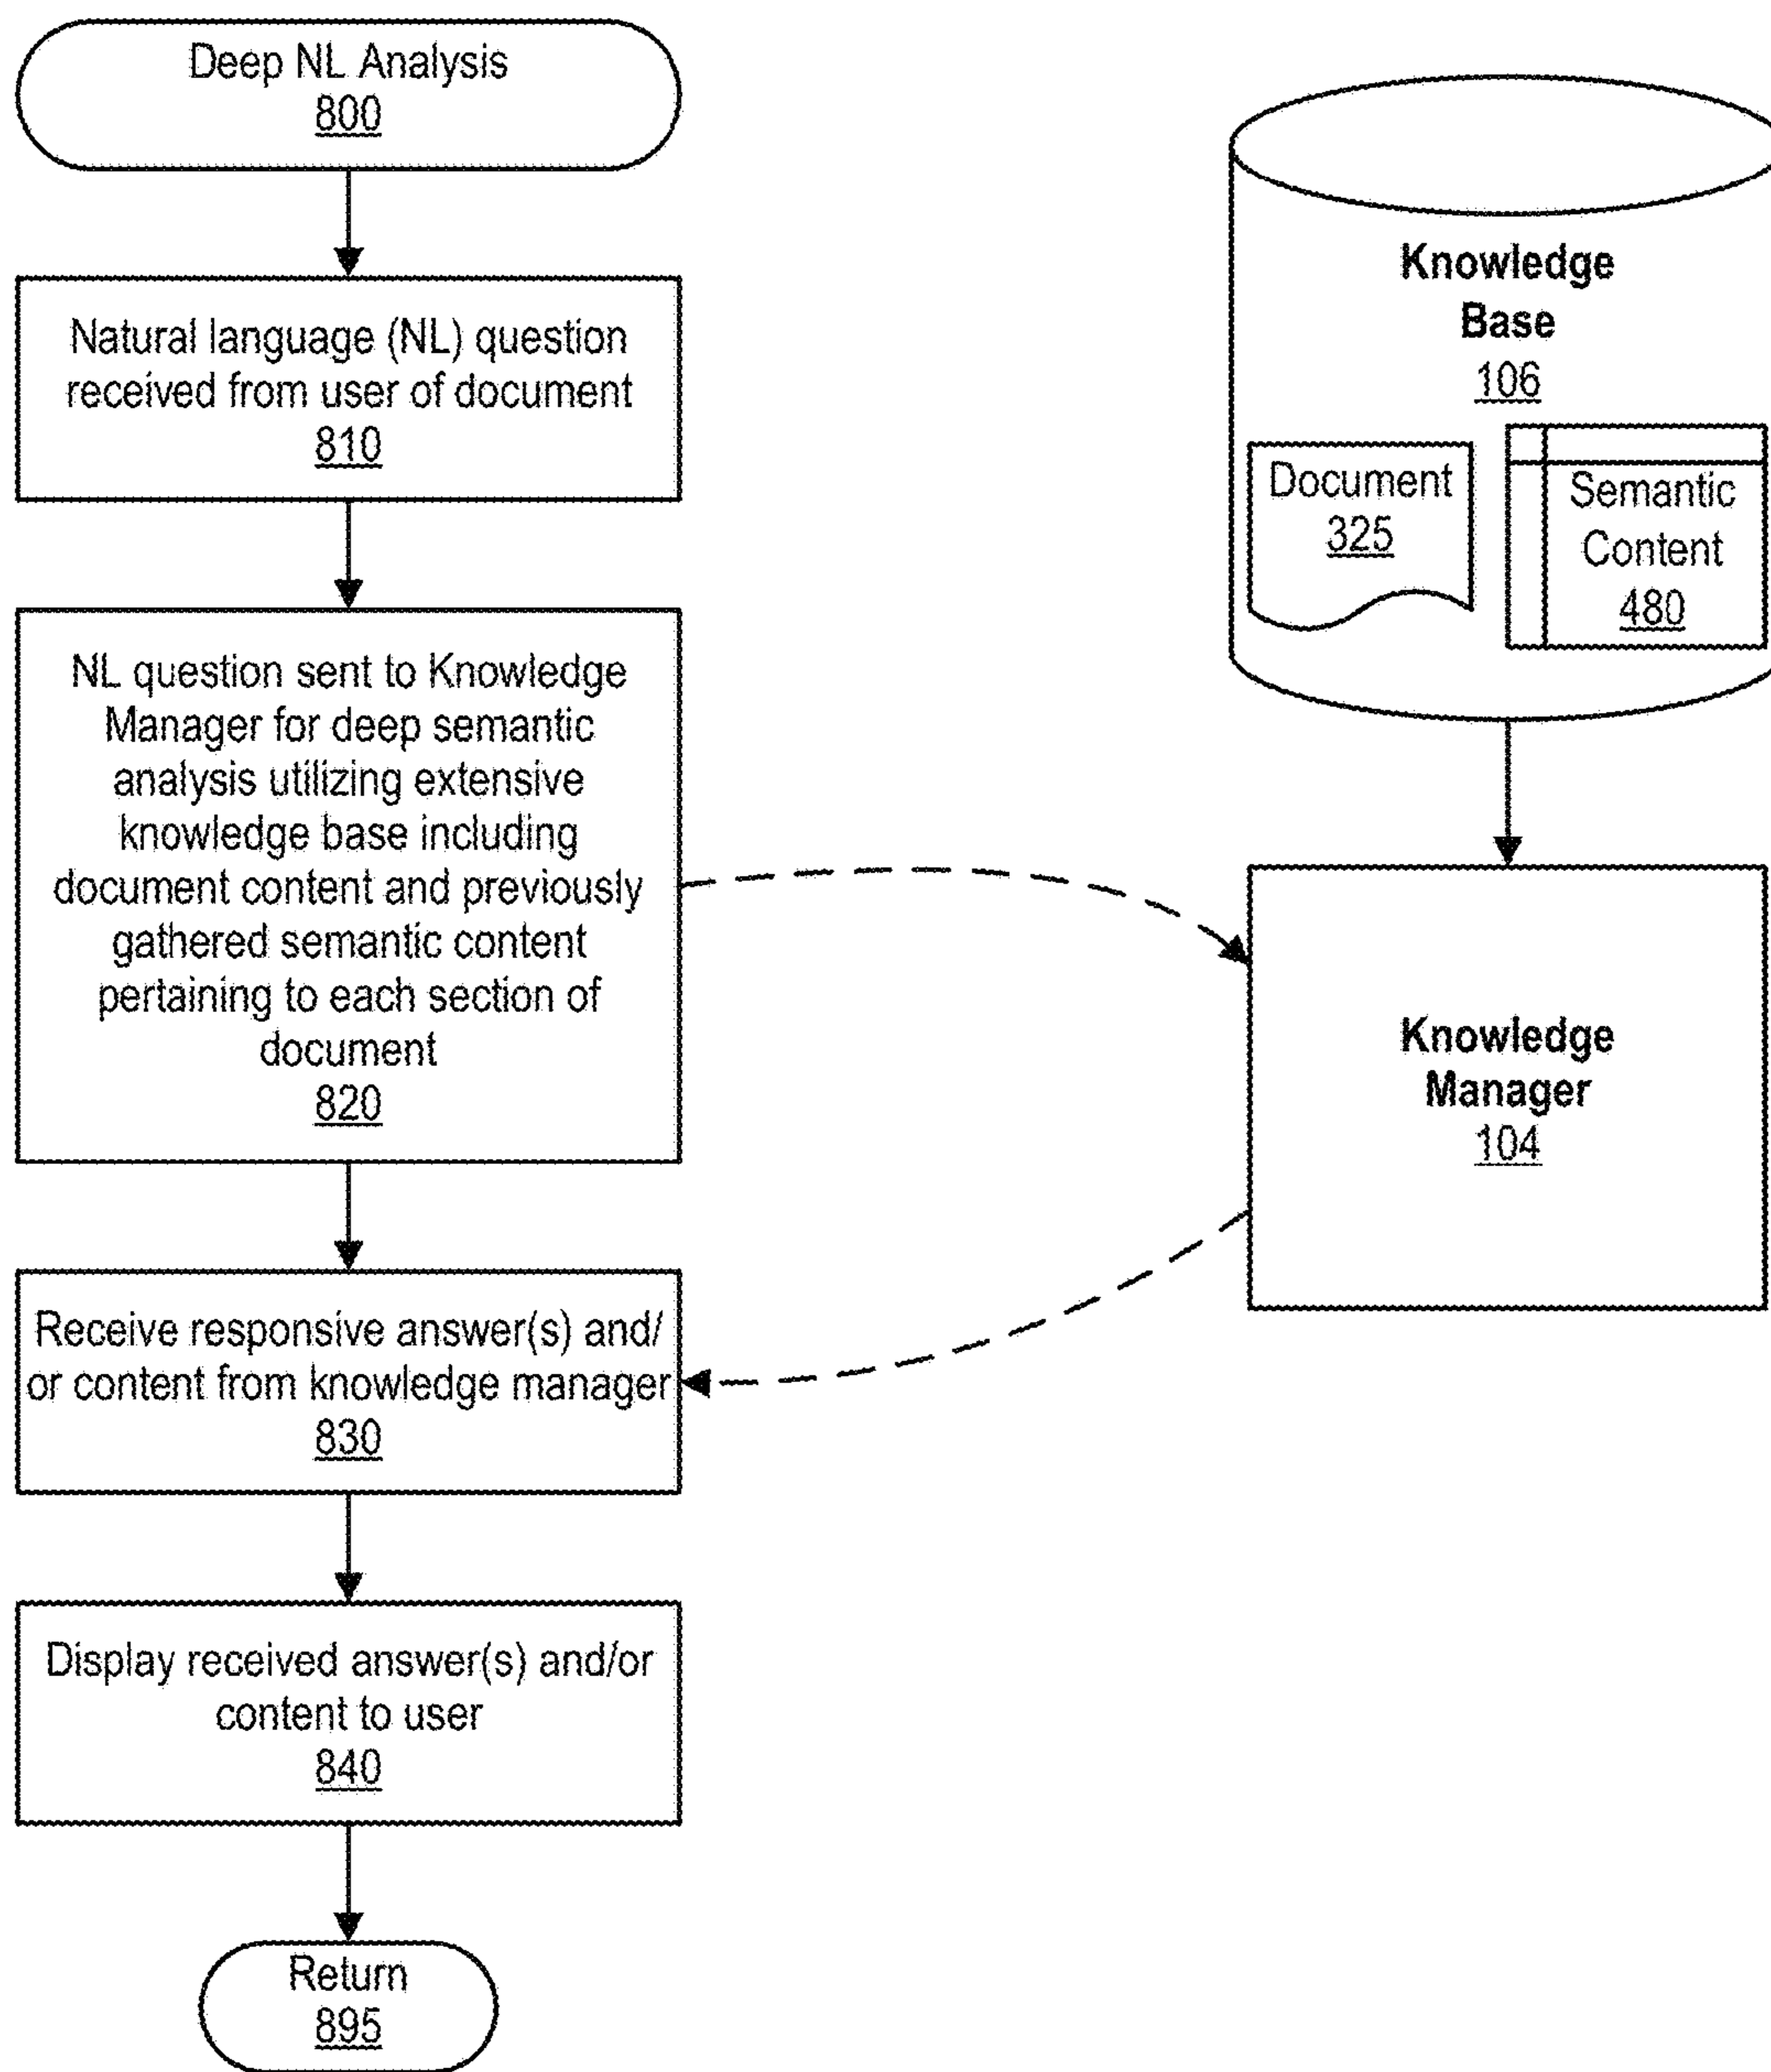 Deep NL Analysis
800
Natural language (NL) question
received from user of document
810
NL question sent to Knowledge
Manager for deep semantic
analysis utilizing extensive
knowledge base including
document content and previously
gathered semantic content
pertaining to each section of
document
820
Receive responsive answer(s) and/
or content from knowledge manager
830
Display received answer(s) and/or
content to user
840
Return
895
Knowledge
Base
106
Document
325
Semantic
Content
480
Knowledge
Manager
104